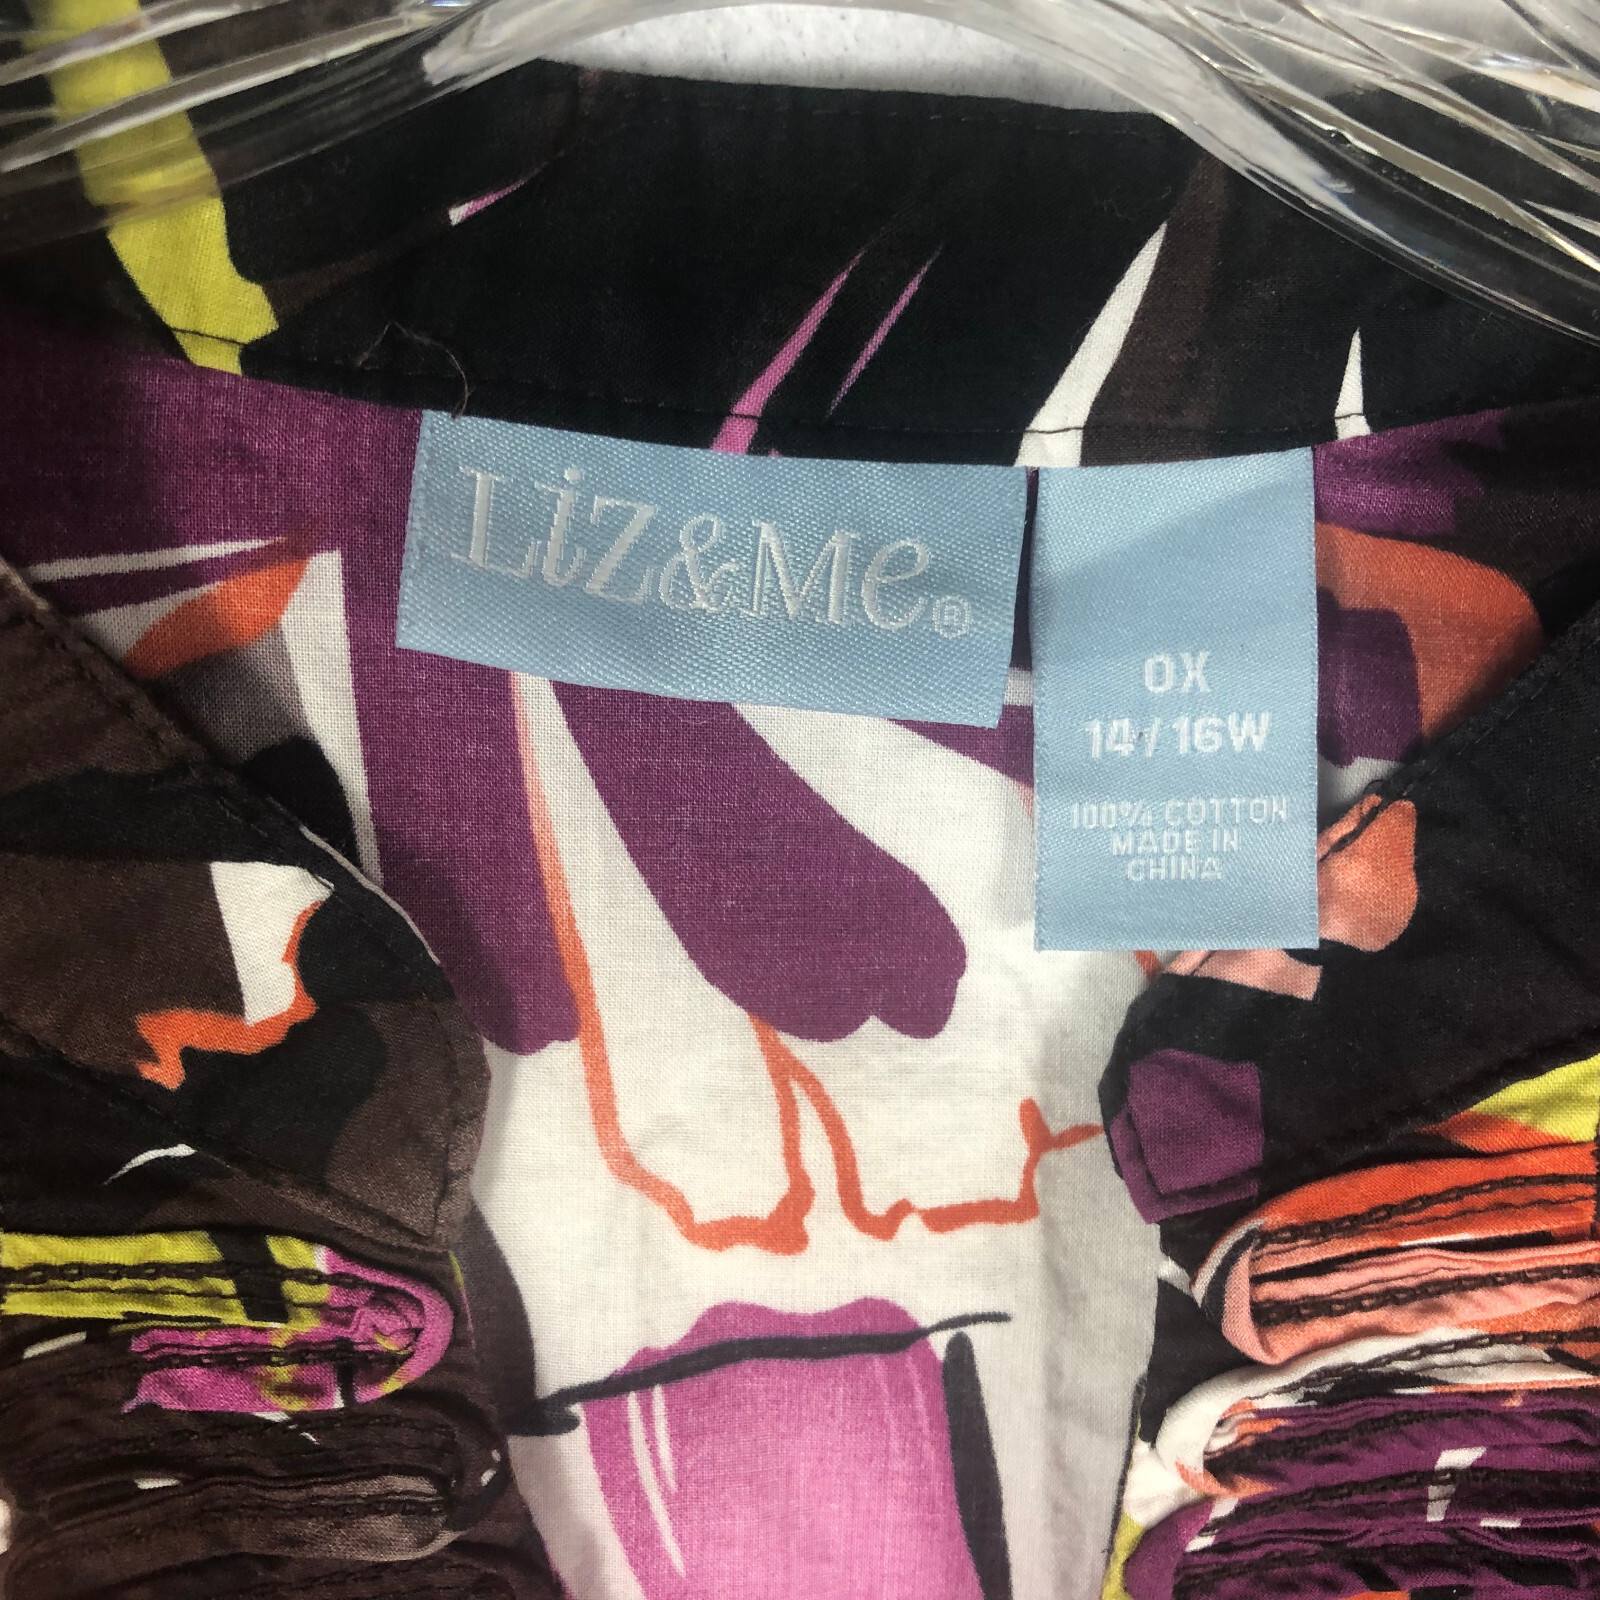 Liz&Me®
0X
14/16W
100% COTTON
MADE IN
CHINA